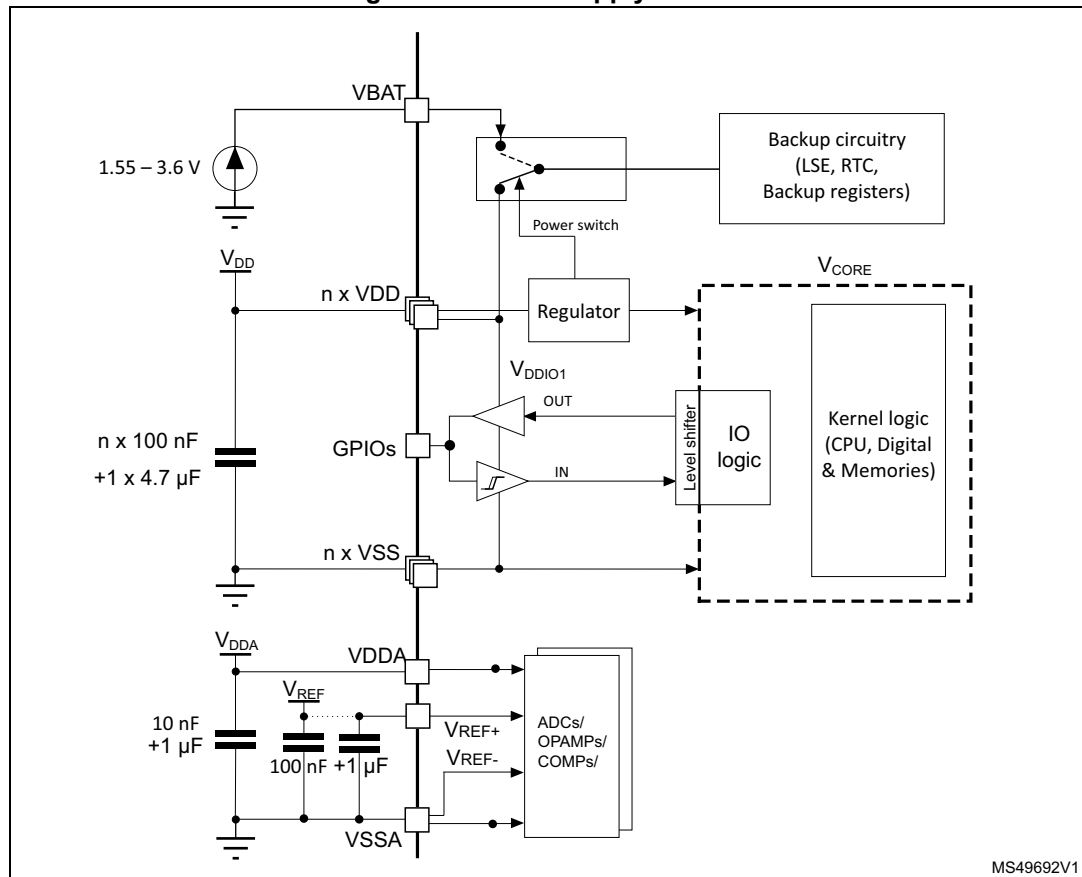 VBAT
1.55 – 3.6 V
Backup circuitry
(LSE, RTC,
Backup registers)
Power switch
VDD
n x VDD
Regulator
VCORE
VDDIO1
OUT
GPIOs
IN
Level shifter
IO
logic
Kernel logic
(CPU, Digital
& Memories)
n x 100 nF
+1 x 4.7 µF
n x VSS
VDDA
VDDA
VREF
10 nF
+1 µF
100 nF
+1 µF
VREF+
VREF-
ADCs/
OPAMPs/
COMPs/
VSSA
MS49692V1